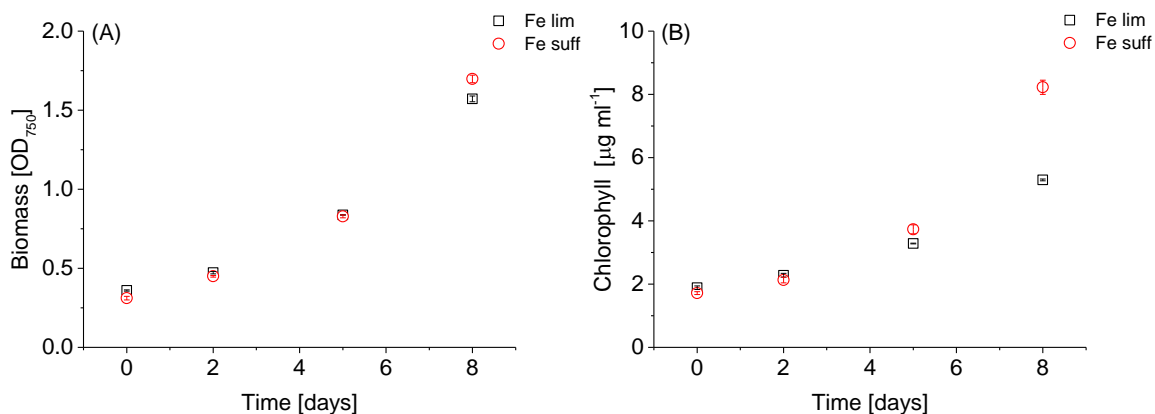 (A)
Fe lim
Fe suff
2.0
1.5
1.0
0.5
0.0
Biomass [OD750]
0 2 4 6 8
Time [days]
(B)
Fe lim
Fe suff
10
8
6
4
2
0
Chlorophyll [µg ml-1]
0 2 4 6 8
Time [days]